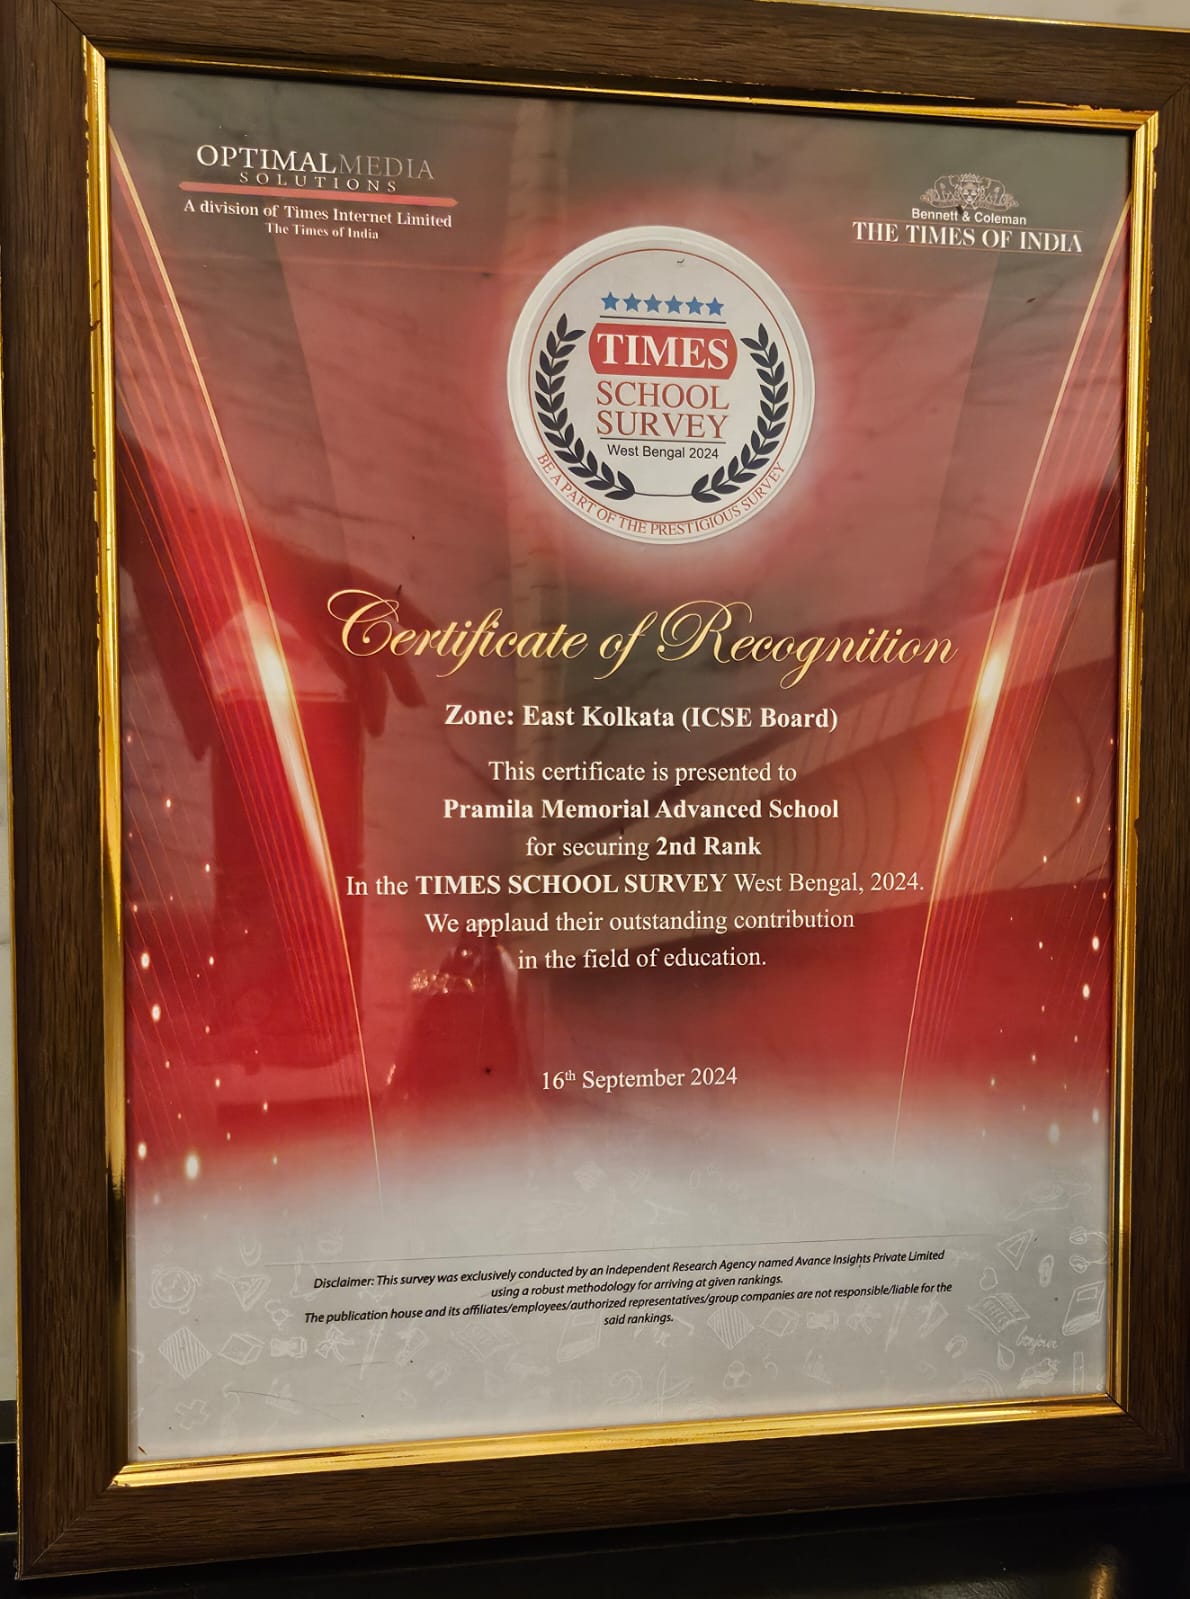 OPTIMALMEDIA
SOLUTIONS
A division of Times Internet Limited
The Times of India
Bennett & Coleman
THE TIMES OF INDIA
TIMES
SCHOOL
SURVEY
West Bengal 2024
BE A PART OF THE PRESTIGIOUS SURVEY
Certificate of Recognition
Zone: East Kolkata (ICSE Board)
This certificate is presented to
Pramila Memorial Advanced School
for securing 2nd Rank
In the TIMES SCHOOL SURVEY West Bengal, 2024.
We applaud their outstanding contribution
in the field of education.
16th September 2024
Disclaimer: This survey was exclusively conducted by an Independent Research Agency named Avance Insights Private Limited
using a robust methodology for arriving at given rankings.
The publication house and its affiliates/employees/authorized representatives/group companies are not responsible/liable for the
said rankings.
bonjour